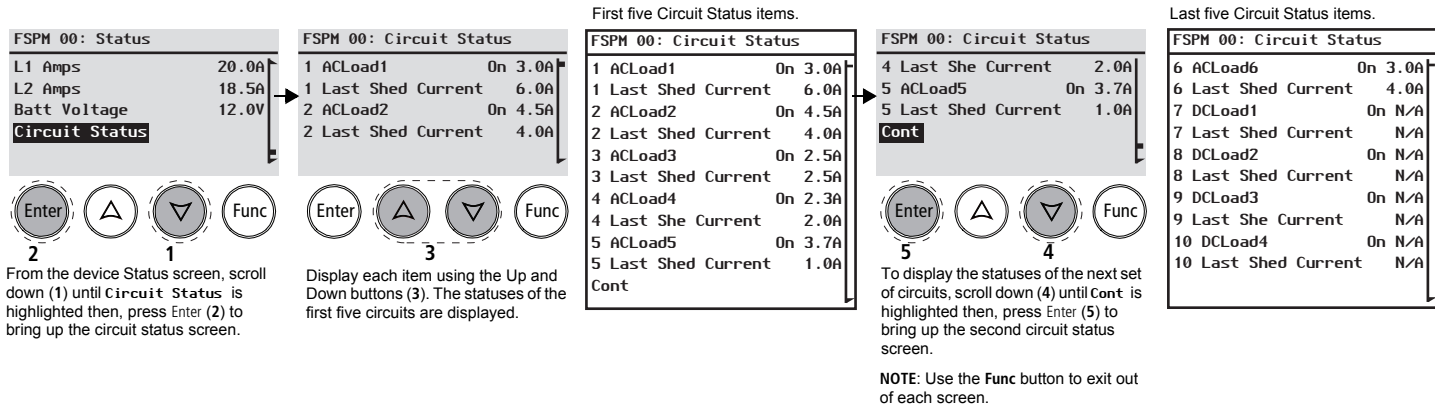 FSPM 00: Status
L1 Amps 20.0A
L2 Amps 18.5A
Batt Voltage 12.0V
Circuit Status
Enter
Func
2
1
From the device Status screen, scroll
down (1) until Circuit Status is
highlighted then, press Enter (2) to
bring up the circuit status screen.
FSPM 00: Circuit Status
1 ACLoad1 On 3.0A
1 Last Shed Current 6.0A
2 ACLoad2 On 4.5A
2 Last Shed Current 4.0A
Enter
Func
3
Display each item using the Up and
Down buttons (3). The statuses of the
first five circuits are displayed.
First five Circuit Status items.
FSPM 00: Circuit Status
1 ACLoad1 On 3.0A
1 Last Shed Current 6.0A
2 ACLoad2 On 4.5A
2 Last Shed Current 4.0A
3 ACLoad3 On 2.5A
3 Last Shed Current 2.5A
4 ACLoad4 On 2.3A
4 Last She Current 2.0A
5 ACLoad5 On 3.7A
5 Last Shed Current 1.0A
Cont
FSPM 00: Circuit Status
4 Last She Current 2.0A
5 ACLoad5 On 3.7A
5 Last Shed Current 1.0A
Cont
Enter
Func
5
4
To display the statuses of the next set
of circuits, scroll down (4) until Cont is
highlighted then, press Enter (5) to
bring up the second circuit status
screen.
NOTE: Use the Func button to exit out
of each screen.
Last five Circuit Status items.
FSPM 00: Circuit Status
6 ACLoad6 On 3.0A
6 Last Shed Current 4.0A
7 DCLoad1 On N/A
7 Last Shed Current N/A
8 DCLoad2 On N/A
8 Last Shed Current N/A
9 DCLoad3 On N/A
9 Last She Current N/A
10 DCLoad4 On N/A
10 Last Shed Current N/A